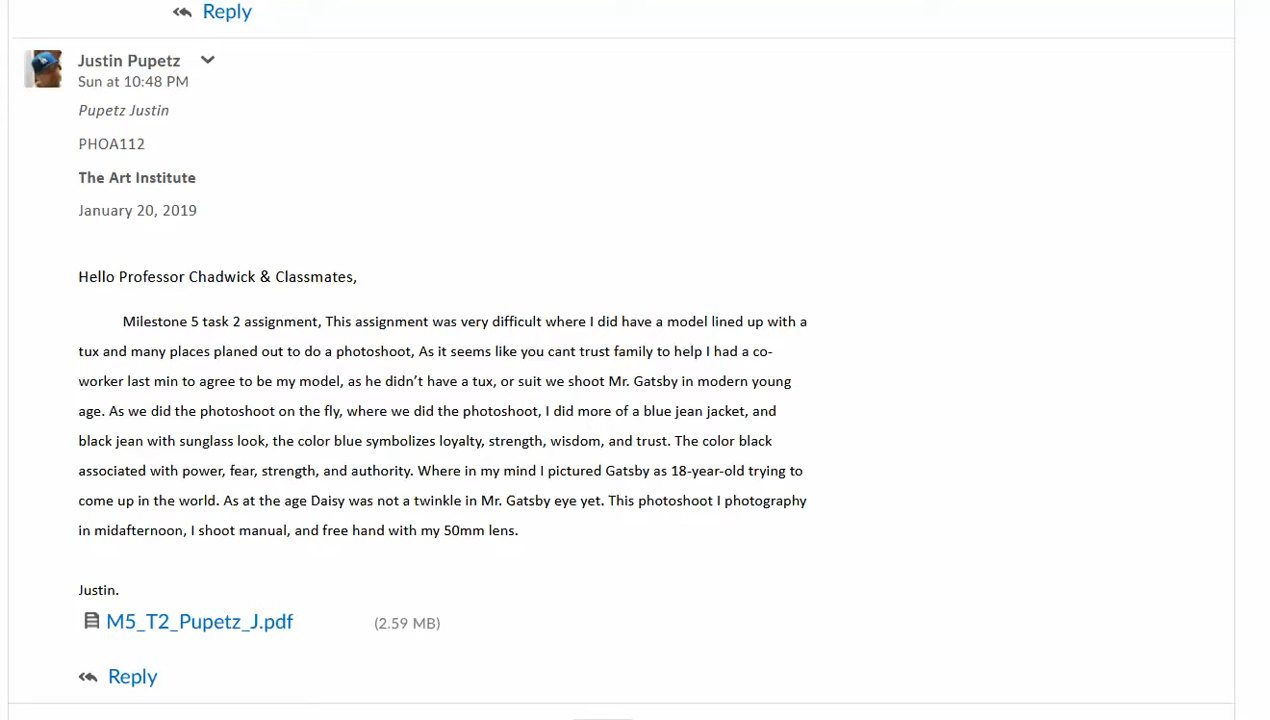 Reply
Justin Pupetz
Sun at 10:48 PM
Pupetz Justin
PHOA112
The Art Institute
January 20, 2019
Hello Professor Chadwick & Classmates,
Milestone 5 task 2 assignment, This assignment was very difficult where I did have a model lined up with a
tux and many places planed out to do a photoshoot, As it seems like you cant trust family to help I had a co-
worker last min to agree to be my model, as he didn't have a tux, or suit we shoot Mr. Gatsby in modern young
age. As we did the photoshoot on the fly, where we did the photoshoot, I did more of a blue jean jacket, and
black jean with sunglass look, the color blue symbolizes loyalty, strength, wisdom, and trust. The color black
associated with power, fear, strength, and authority. Where in my mind I pictured Gatsby as 18-year-old trying to
come up in the world. As at the age Daisy was not a twinkle in Mr. Gatsby eye yet. This photoshoot I photography
in midafternoon, I shoot manual, and free hand with my 50mm lens.
Justin.
M5_T2_Pupetz_J.pdf (2.59 MB)
Reply